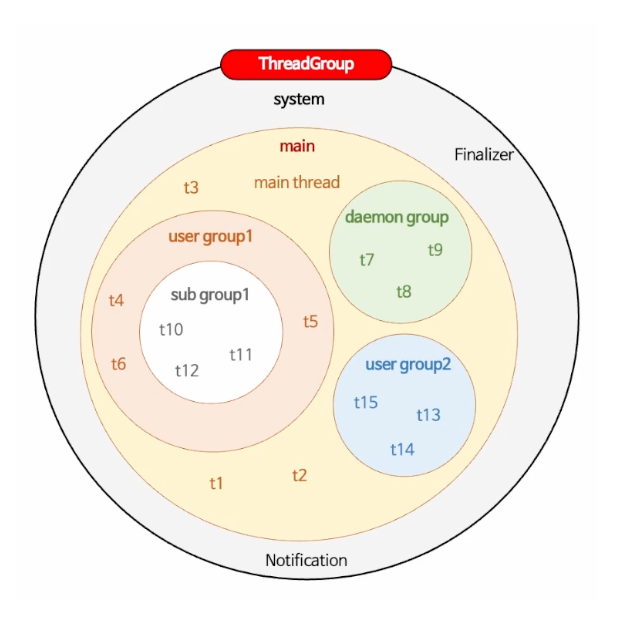 ThreadGroup
system
Finalizer
main
main thread
t3
daemon group
t9
t7
t8
user group1
t4
t5
t6
sub group1
t10
t11
t12
user group2
t15
t13
t14
t2
t1
Notification